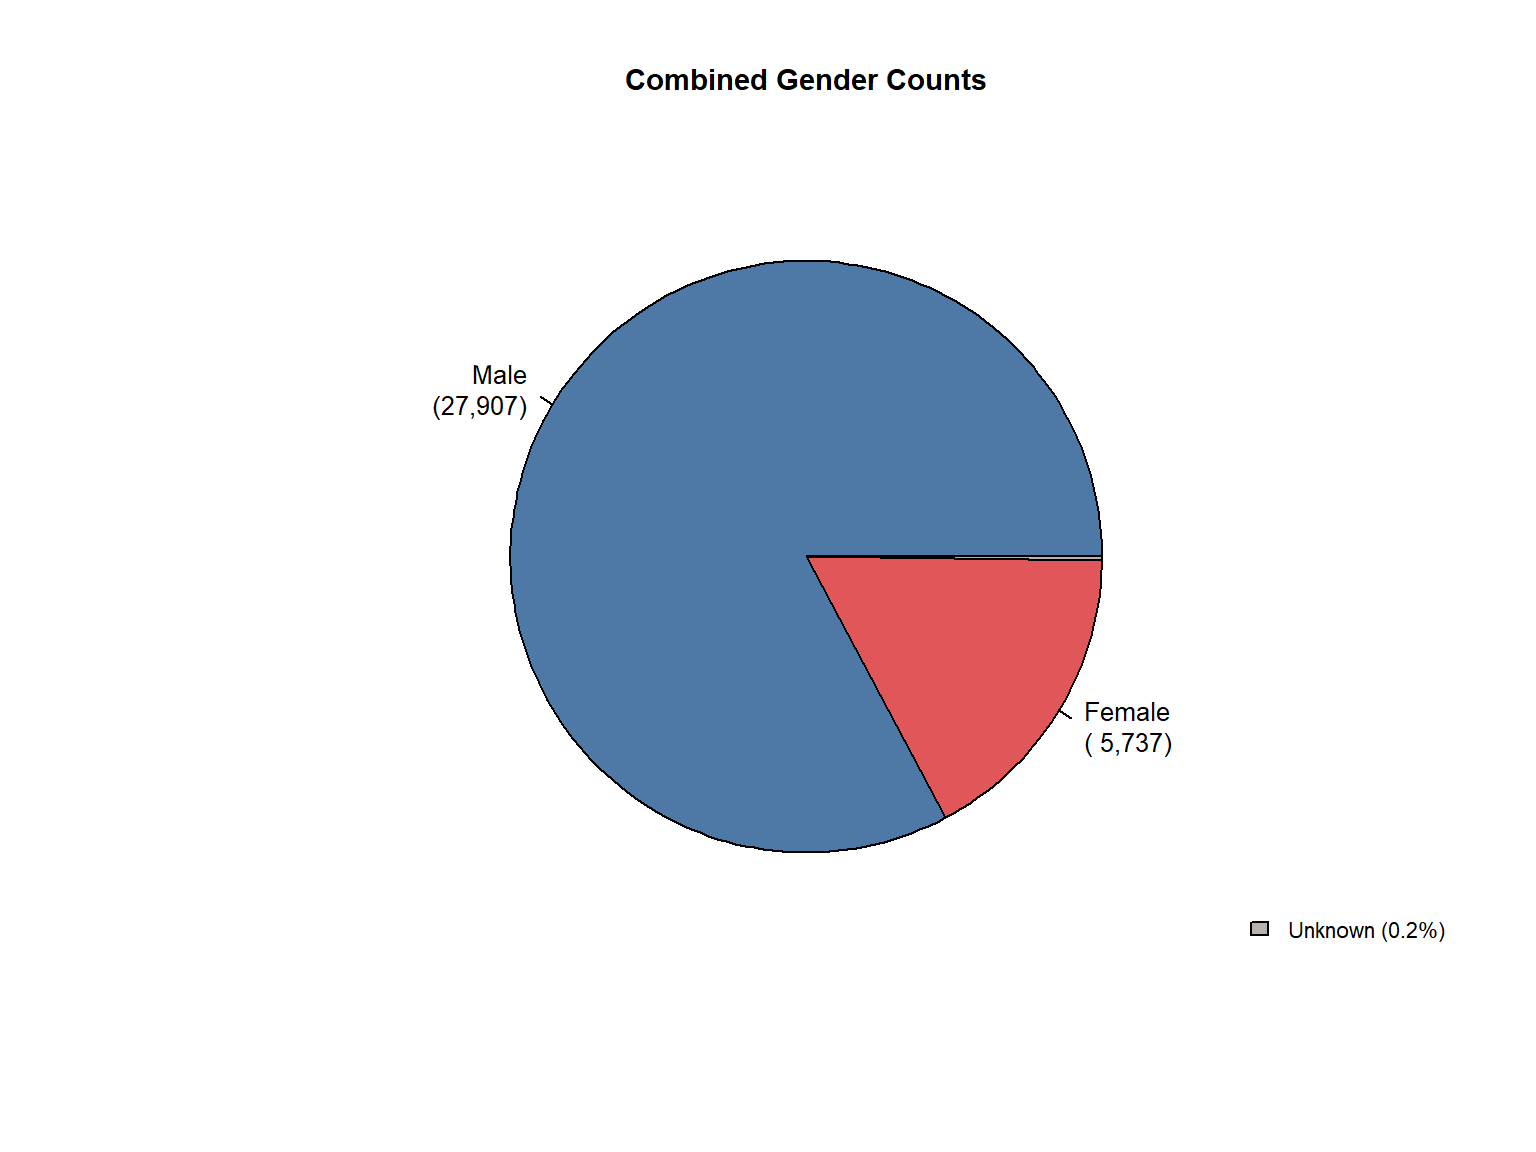 Combined Gender Counts
Male
(27,907)
Female
( 5,737)
Unknown (0.2%)